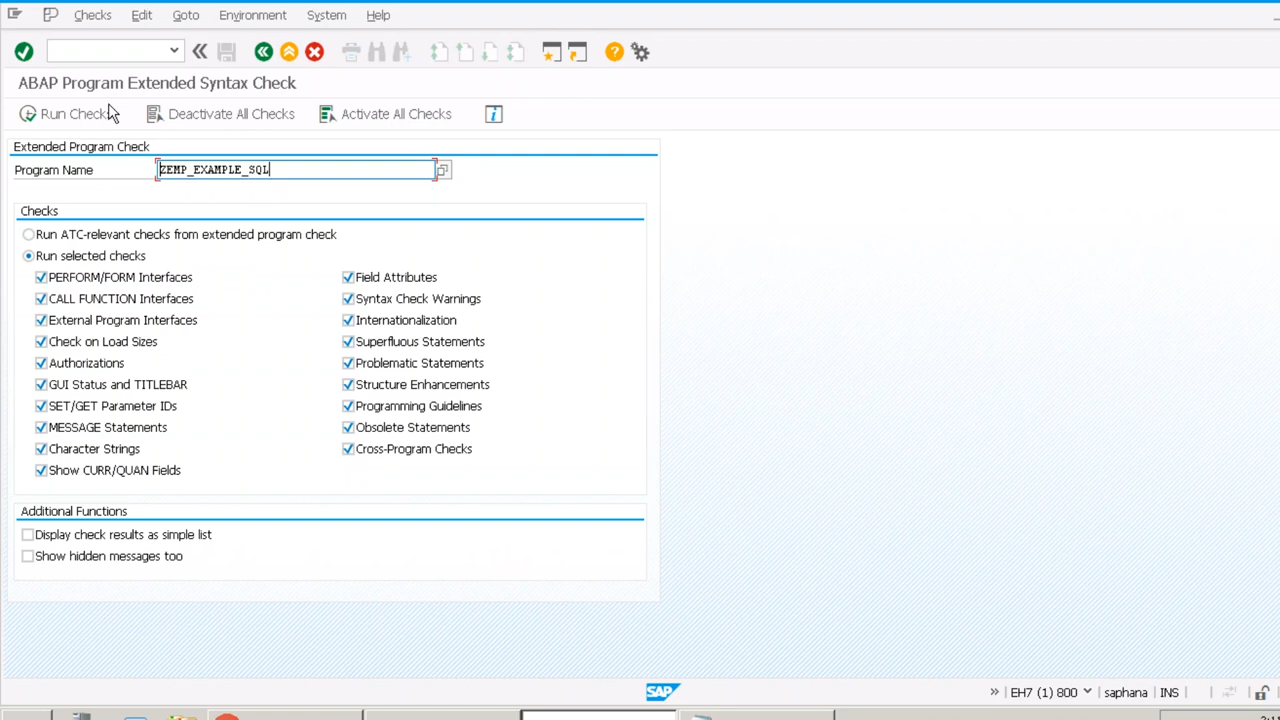 Checks Edit Goto Environment System Help
ABAP Program Extended Syntax Check
Run Check Deactivate All Checks Activate All Checks
Extended Program Check
Program Name ZEMP_EXAMPLE_SQL
Checks
Run ATC-relevant checks from extended program check
Run selected checks
PERFORM/FORM Interfaces Field Attributes
CALL FUNCTION Interfaces Syntax Check Warnings
External Program Interfaces Internationalization
Check on Load Sizes Superfluous Statements
Authorizations Problematic Statements
GUI Status and TITLEBAR Structure Enhancements
SET/GET Parameter IDs Programming Guidelines
MESSAGE Statements Obsolete Statements
Character Strings Cross-Program Checks
Show CURR/QUAN Fields
Additional Functions
Display check results as simple list
Show hidden messages too
SAP EH7 (1) 800 saphana INS